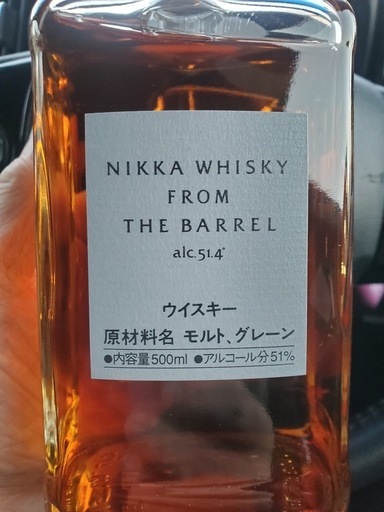 NIKKA WHISKY
FROM
THE BARREL
alc.51.4°
ウイスキー
原材料名 モルト、グレーン
●内容量500ml ●アルコール分51%